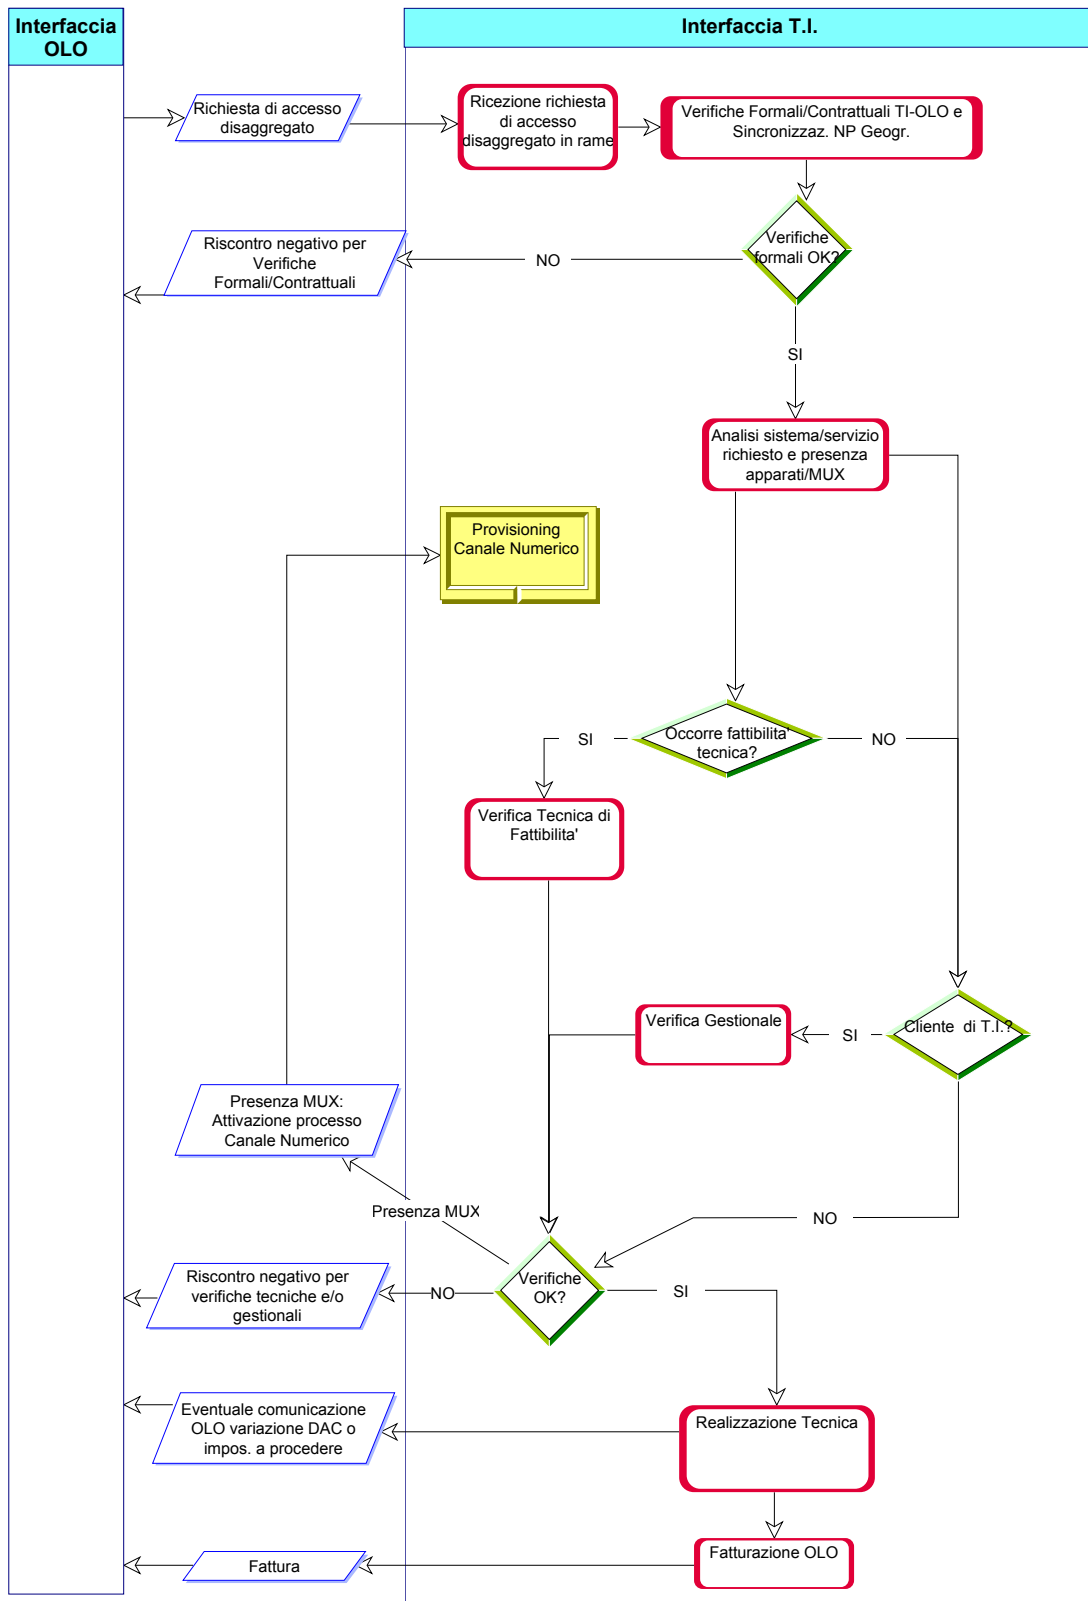 Interfaccia
OLO
Interfaccia T.I.
Richiesta di accesso
disaggregato
Ricezione richiesta
di accesso
disaggregato in rame
Verifiche Formali/Contrattuali TI-OLO e
Sincronizzaz. NP Geogr.
Verifiche
formali OK?
NO
Riscontro negativo per
Verifiche
Formali/Contrattuali
SI
Analisi sistema/servizio
richiesto e presenza
apparati/MUX
Provisioning
Canale Numerico
Occorre fattibilita'
tecnica?
SI
NO
Verifica Tecnica di
Fattibilita'
Cliente di T.I.?
SI
Verifica Gestionale
Presenza MUX:
Attivazione processo
Canale Numerico
Presenza MUX
NO
Verifiche
OK?
NO
SI
Riscontro negativo per
verifiche tecniche e/o
gestionali
Realizzazione Tecnica
Eventuale comunicazione
OLO variazione DAC o
impos. a procedere
Fatturazione OLO
Fattura